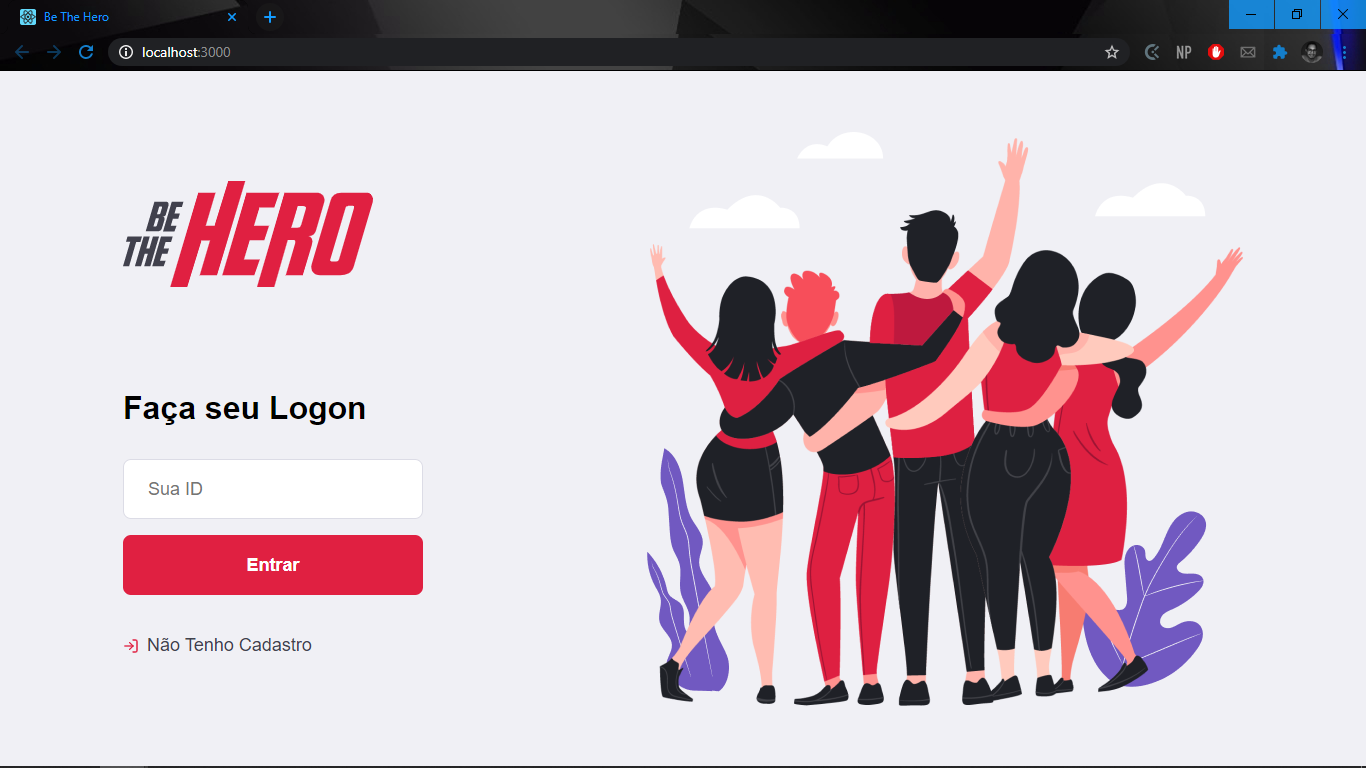 Be The Hero
localhost:3000
NP
BE
THE
HERO
Faça seu Logon
Sua ID
Entrar
Não Tenho Cadastro